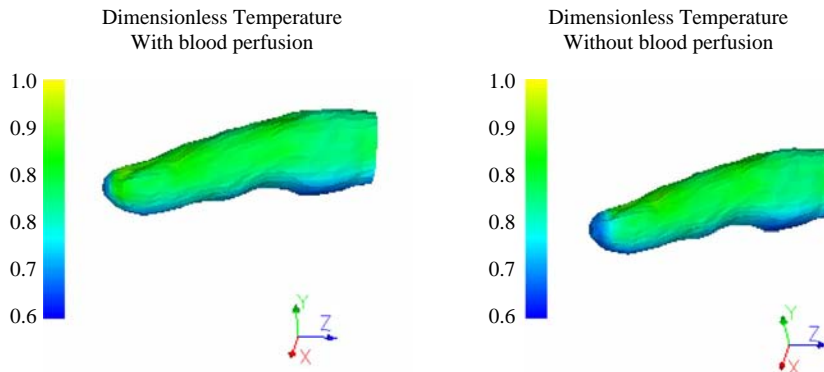 Dimensionless Temperature
With blood perfusion
1.0
0.9
0.8
0.8
0.7
0.6
Y
Z
X
Dimensionless Temperature
Without blood perfusion
1.0
0.9
0.8
0.8
0.7
0.6
Y
Z
X